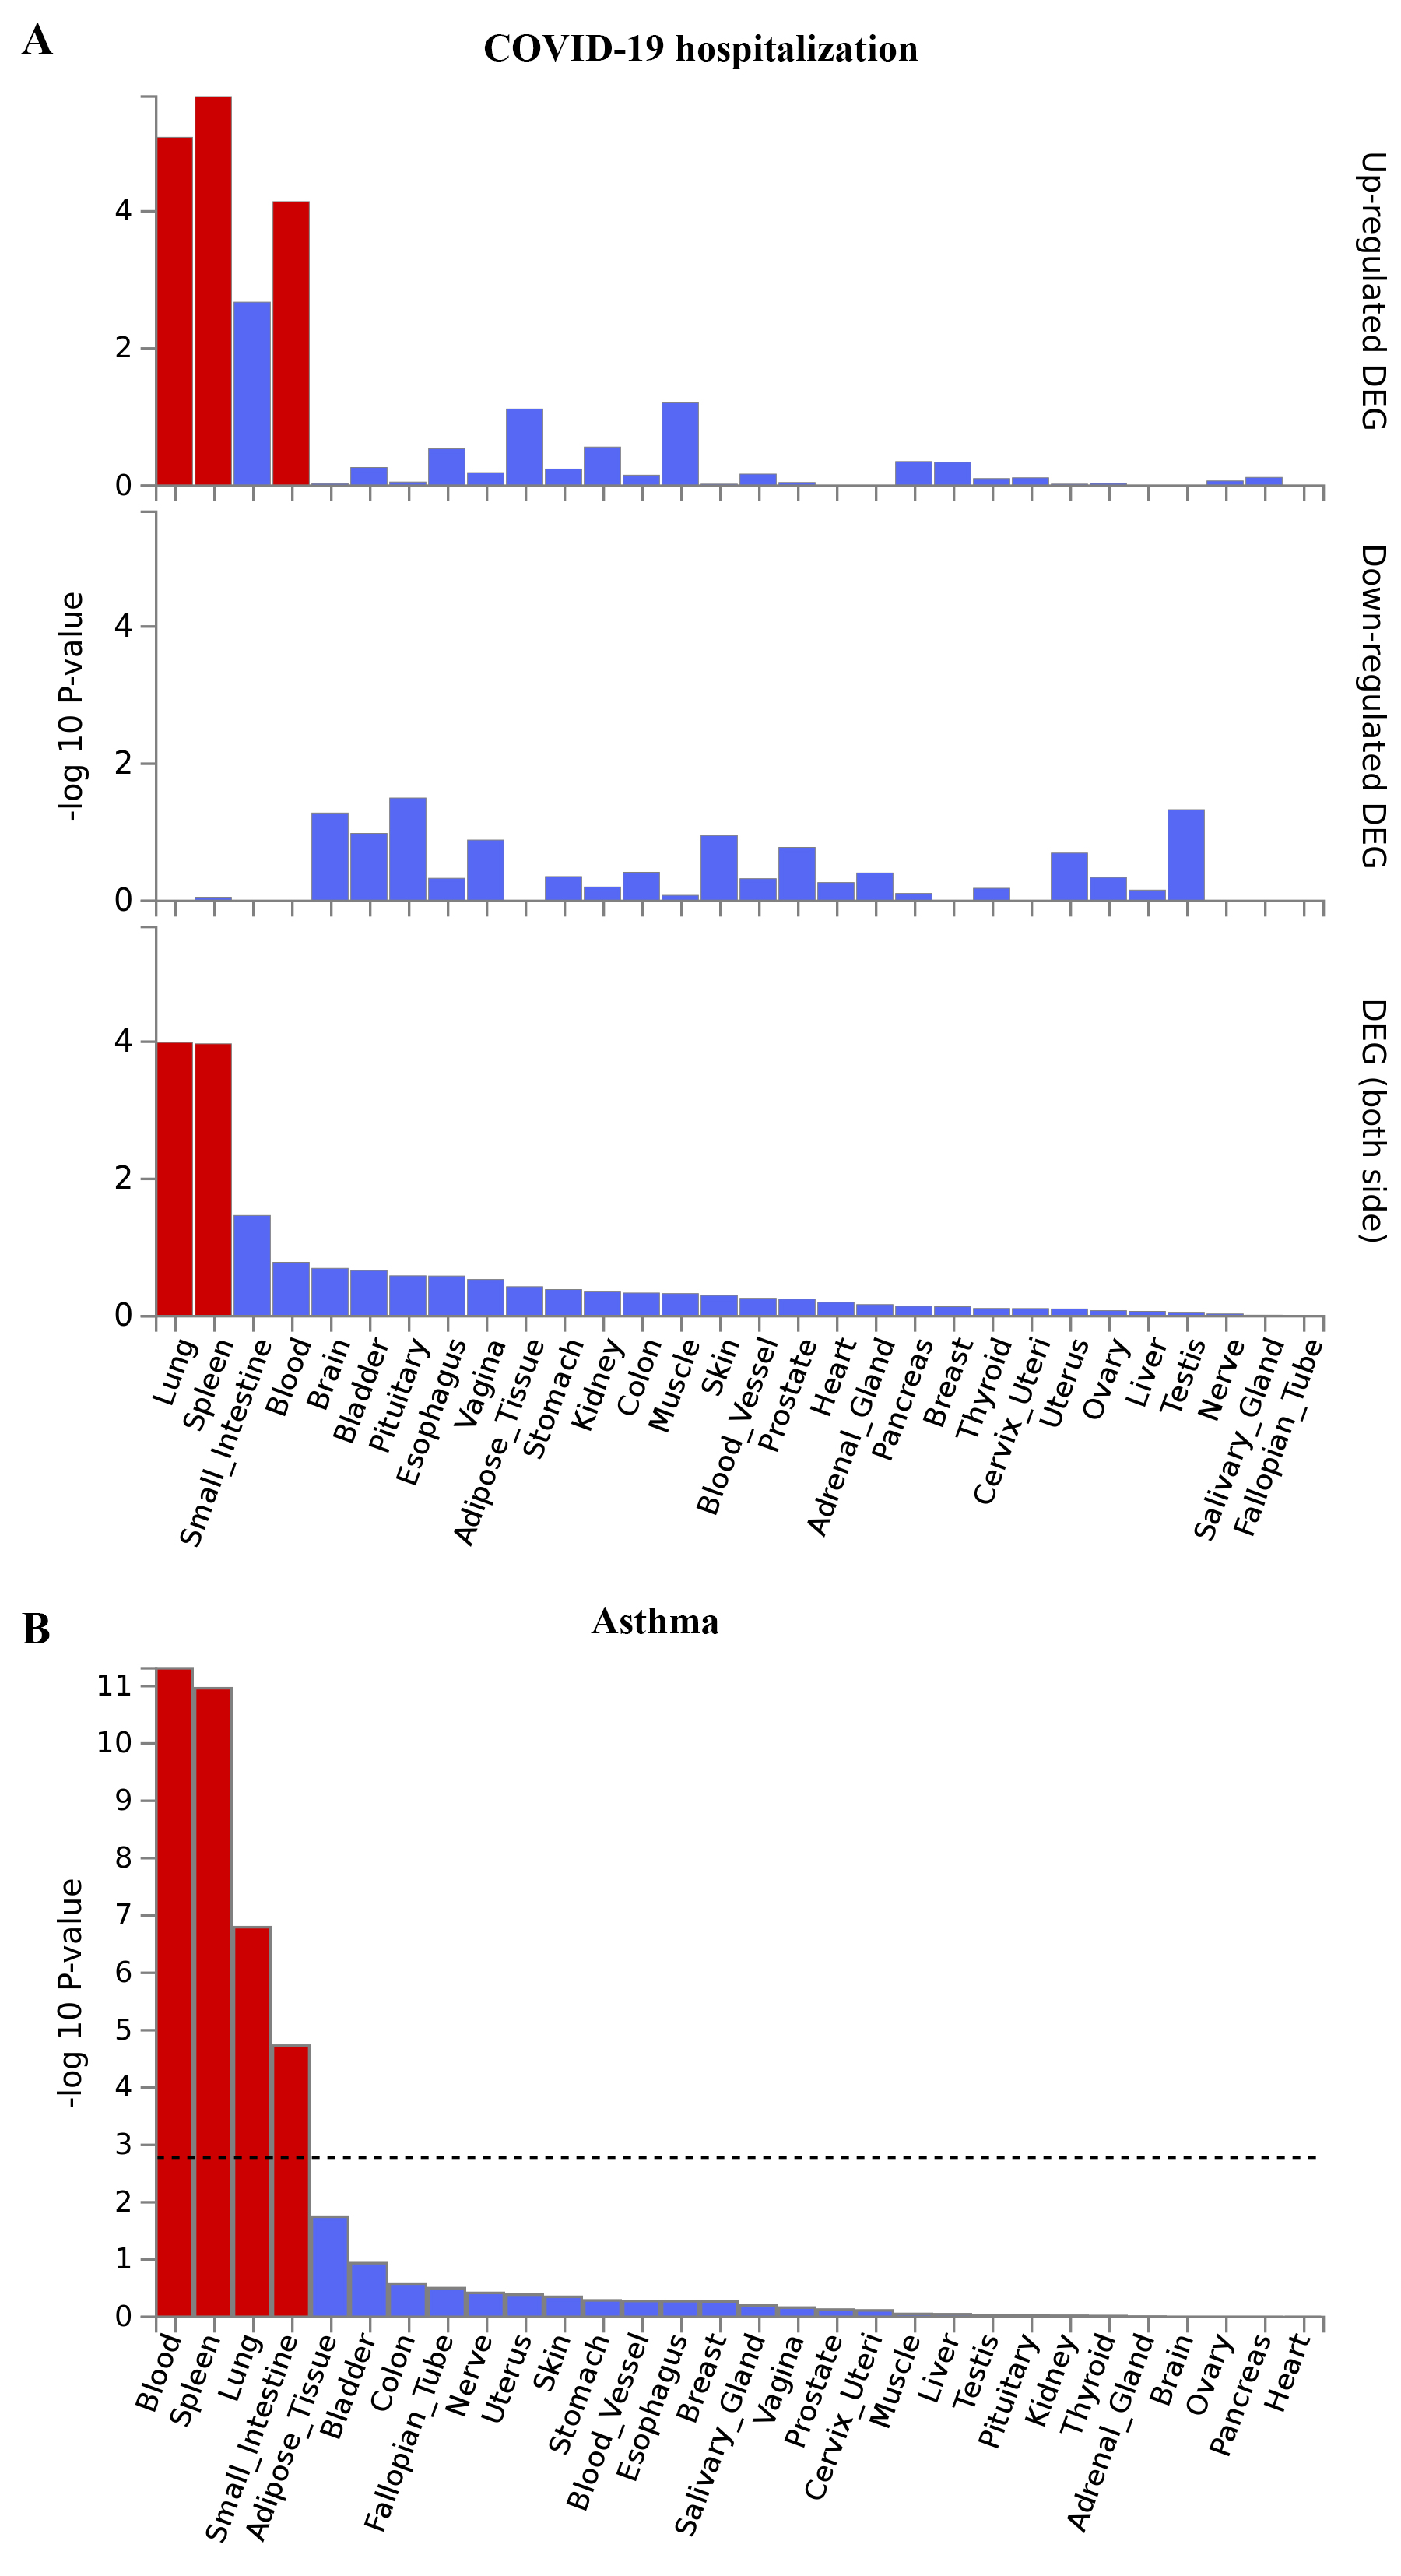 A
COVID-19 hospitalization
4
2
0
Up-regulated DEG
-log 10 P-value
4
2
0
Down-regulated DEG
4
2
0
DEG (both side)
Lung
Spleen
Small_Intestine
Blood
Brain
Bladder
Pituitary
Esophagus
Vagina
Adipose_Tissue
Stomach
Kidney
Colon
Muscle
Skin
Blood_Vessel
Prostate
Heart
Adrenal_Gland
Pancreas
Breast
Thyroid
Cervix_Uteri
Uterus
Ovary
Liver
Testis
Nerve
Salivary_Gland
Fallopian_Tube
B
Asthma
-log 10 P-value
11
10
9
8
7
6
5
4
3
2
1
0
Blood
Spleen
Lung
Small_Intestine
Adipose_Tissue
Bladder
Colon
Fallopian_Tube
Nerve
Uterus
Skin
Stomach
Blood_Vessel
Esophagus
Breast
Salivary_Gland
Vagina
Prostate
Cervix_Uteri
Muscle
Liver
Testis
Pituitary
Kidney
Thyroid
Adrenal_Gland
Brain
Ovary
Pancreas
Heart